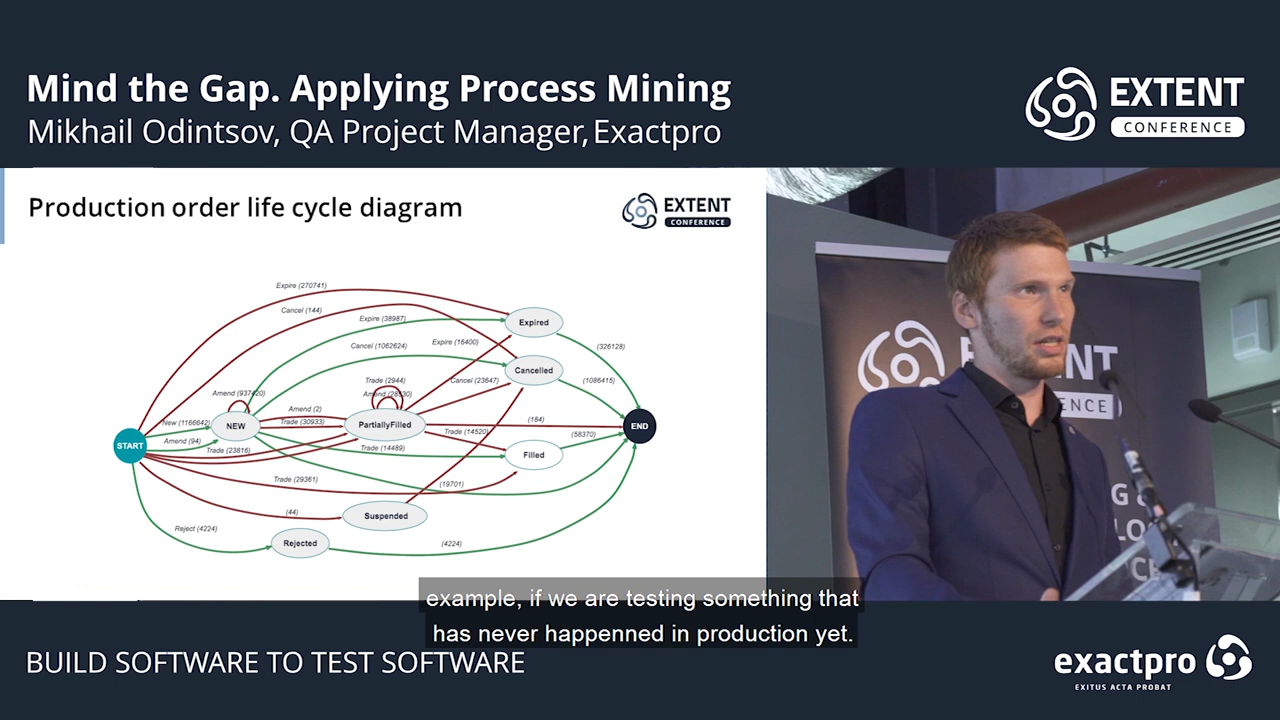 Mind the Gap. Applying Process Mining
Mikhail Odintsov, QA Project Manager, Exactpro
EXTENT
CONFERENCE
Production order life cycle diagram
EXTENT
CONFERENCE
Expire (270741)
Cancel (144)
Expire (38987)
Expired
Expire (16400)
Cancel (1062624)
(326128)
Cancelled
Trade (2944)
Cancel (23647)
(1086415)
Amend (937420)
Amend (2)
New (1166642)
Trade (30933)
NEW
PartiallyFilled
(184)
END
START
Amend (94)
Trade (14520)
(58370)
Trade (23816)
Trade (14489)
Filled
Trade (29361)
(19701)
(44)
Suspended
Reject (4224)
Rejected
(4224)
ENT
ENCE
G &
LO
CE
example, if we are testing something that
has never happenned in production yet.
BUILD SOFTWARE TO TEST SOFTWARE
exactpro
EXITUS ACTA PROBAT